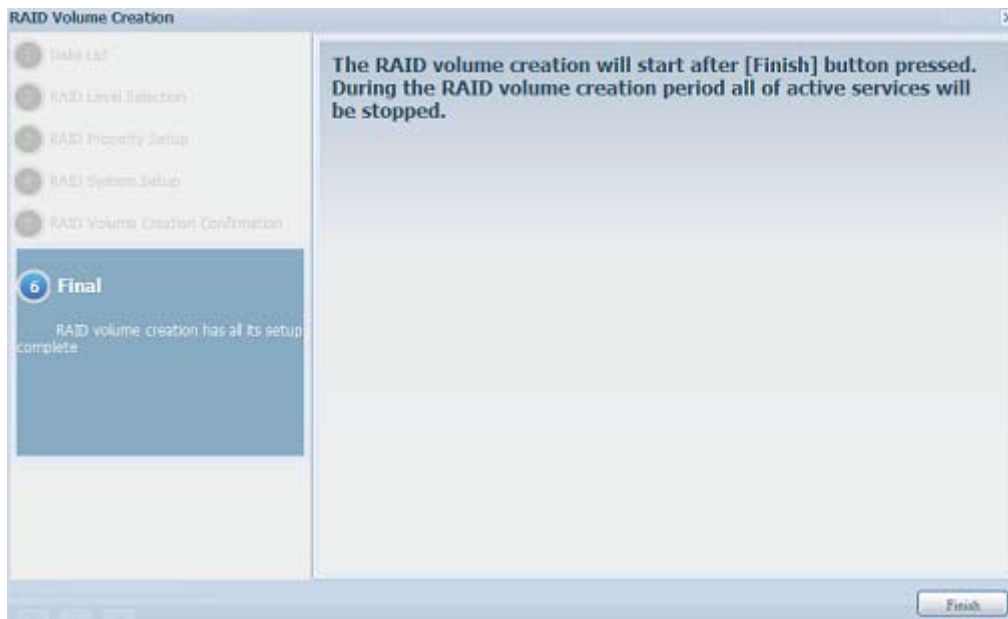 RAID Volume Creation
Disks List
RAID Level Selection
RAID Property Setup
RAID System Setup
RAID Volume Creation Confirmation
6 Final
RAID volume creation has all its setup
complete
The RAID volume creation will start after [Finish] button pressed.
During the RAID volume creation period all of active services will
be stopped.
Finish